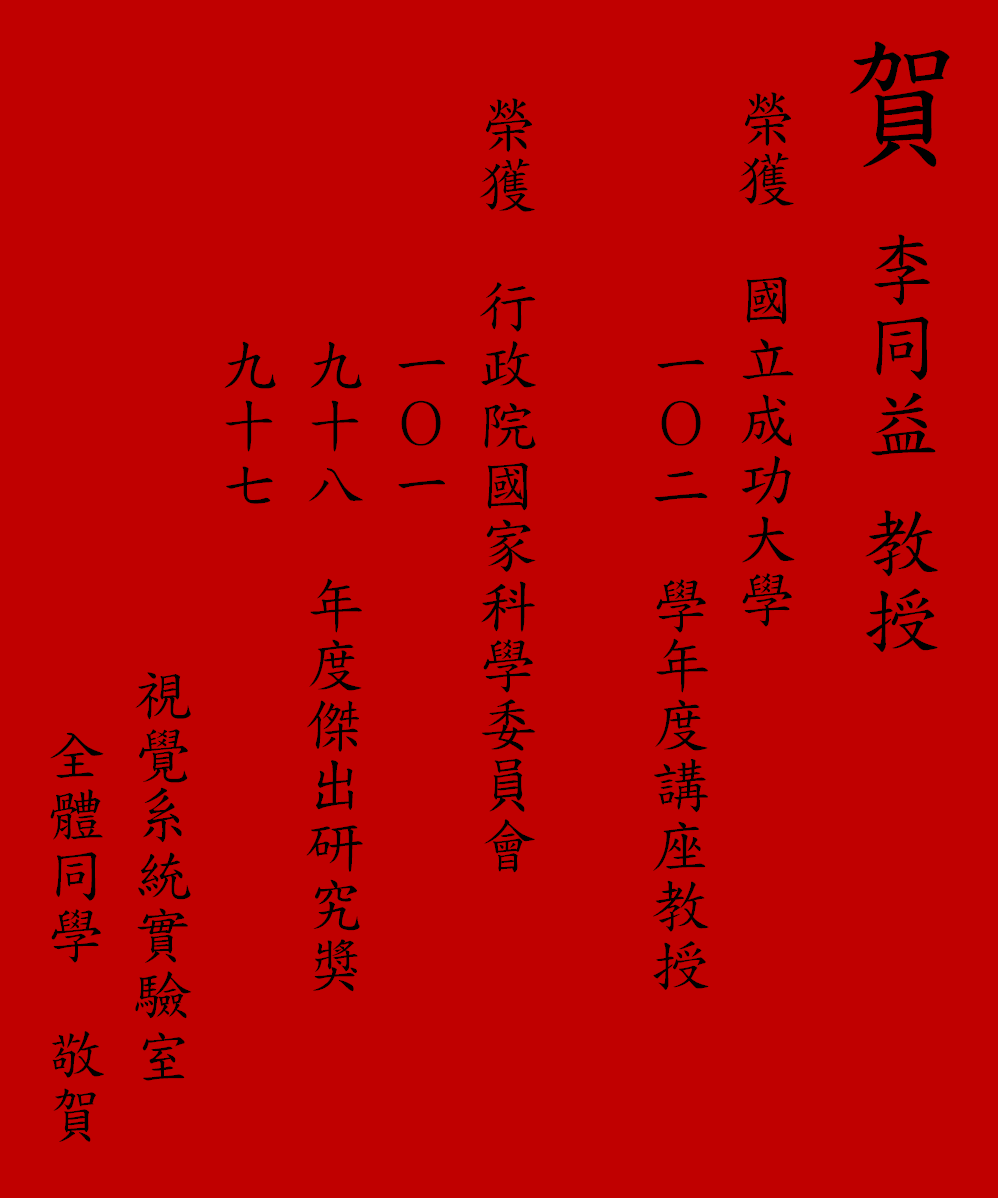 賀 李同益 教授
榮獲 國立成功大學
一〇二 學年度講座教授
榮獲 行政院國家科學委員會
一〇一
九十八 年度傑出研究獎
九十七
視覺系統實驗室
全體同學 敬賀